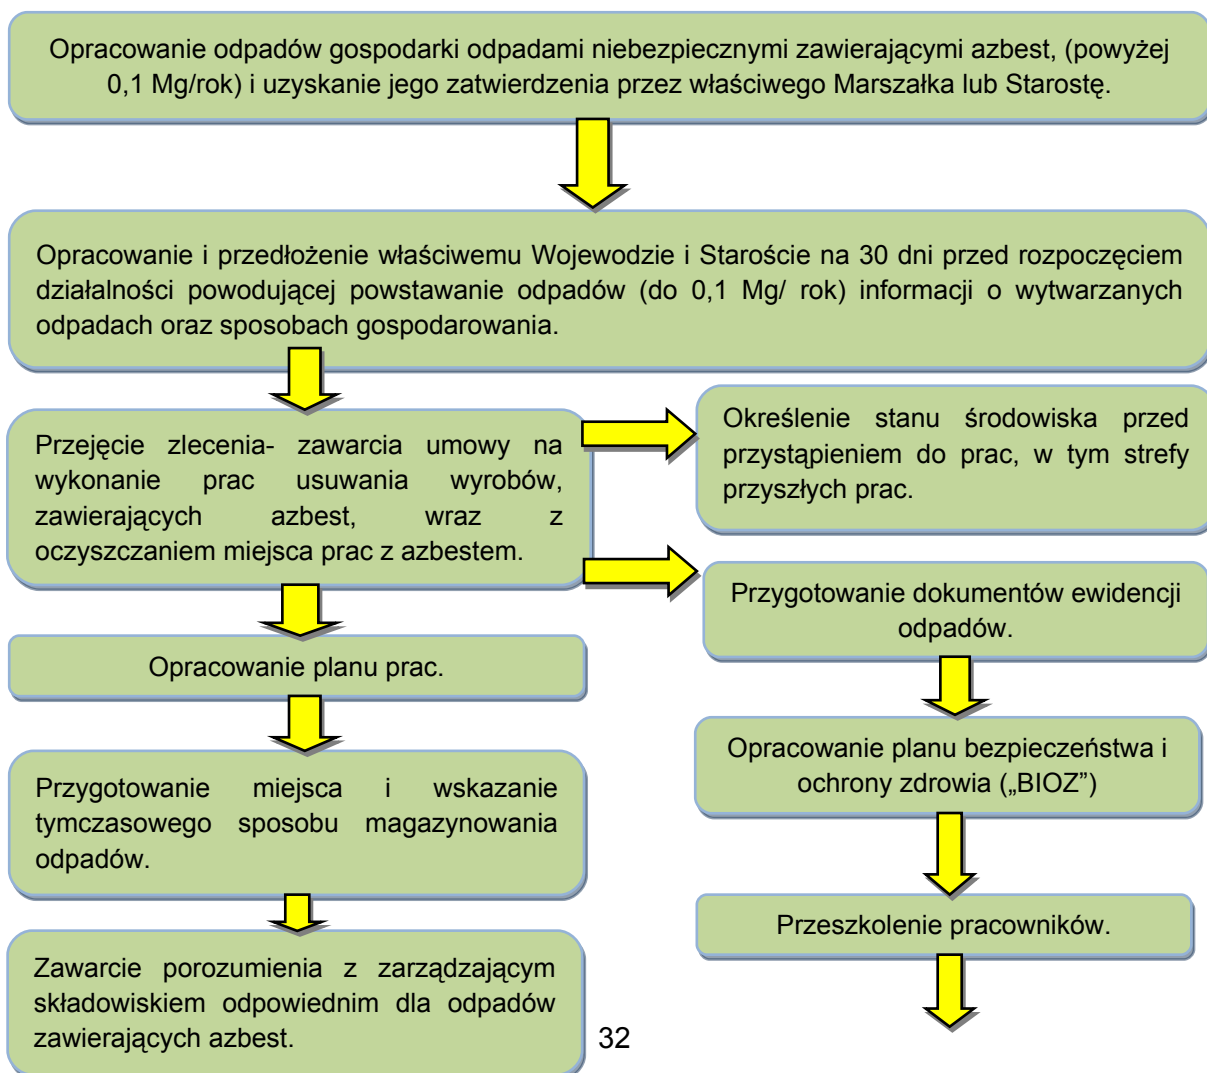 Opracowanie odpadów gospodarki odpadami niebezpiecznymi zawierającymi azbest, (powyżej
0,1 Mg/rok) i uzyskanie jego zatwierdzenia przez właściwego Marszałka lub Starostę.
Opracowanie i przedłożenie właściwemu Wojewodzie i Staroście na 30 dni przed rozpoczęciem
działalności powodującej powstawanie odpadów (do 0,1 Mg/ rok) informacji o wytwarzanych
odpadach oraz sposobach gospodarowania.
Przejęcie zlecenia- zawarcia umowy na
wykonanie prac usuwania wyrobów,
zawierających azbest, wraz z
oczyszczaniem miejsca prac z azbestem.
Opracowanie planu prac.
Przygotowanie miejsca i wskazanie
tymczasowego sposobu magazynowania
odpadów.
Zawarcie porozumienia z zarządzającym
składowiskiem odpowiednim dla odpadów
zawierających azbest.
Określenie stanu środowiska przed
przystąpieniem do prac, w tym strefy
przyszłych prac.
Przygotowanie dokumentów ewidencji
odpadów.
Opracowanie planu bezpieczeństwa i
ochrony zdrowia („BIOZ”)
Przeszkolenie pracowników.
32